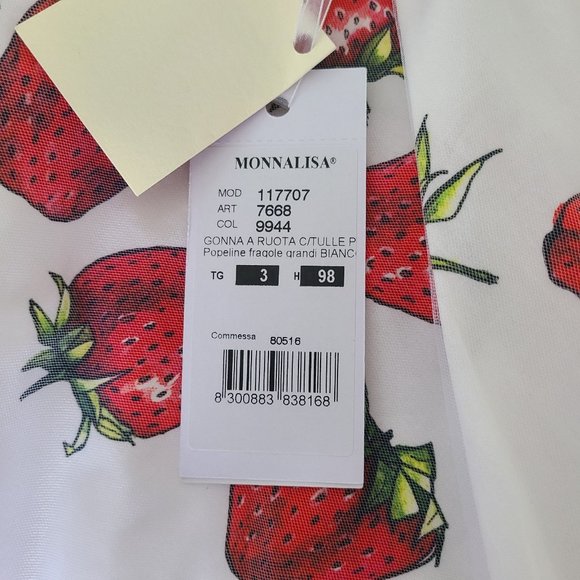 MONNALISA®
MOD 117707
ART 7668
COL 9944
GONNA A RUOTA C/TULLE P
Popeline fragole grandi BIANC
TG 3 H 98
Commessa 80516
8 300883 838168